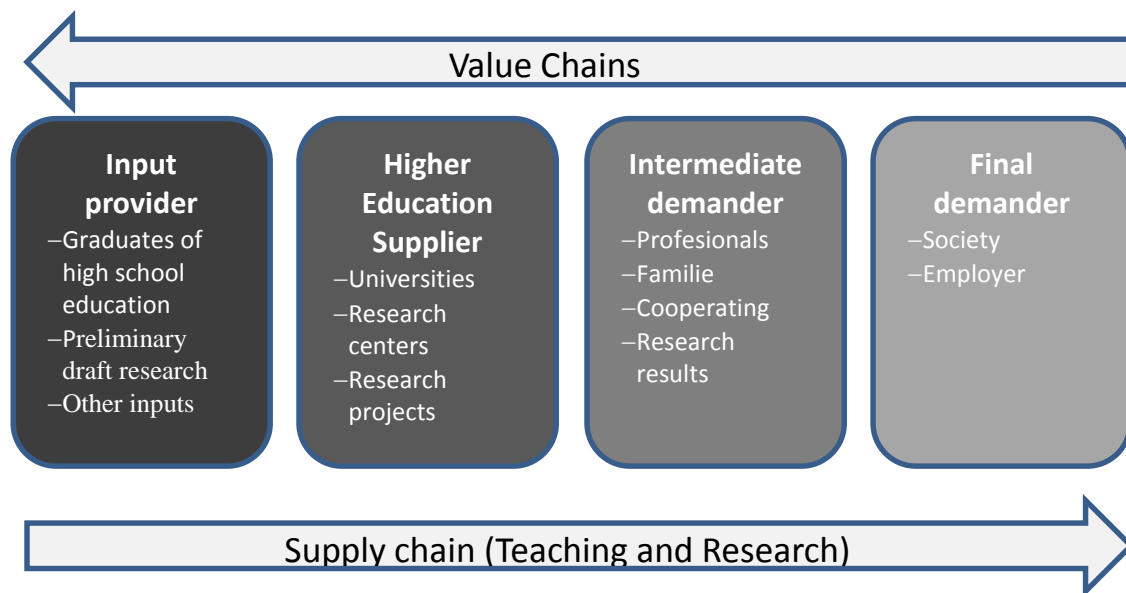 Value Chains
Input
provider
–Graduates of
high school
education
–Preliminary
draft research
–Other inputs
Higher
Education
Supplier
–Universities
–Research
centers
–Research
projects
Intermediate
demander
–Profesionals
–Familie
–Cooperating
–Research
results
Final
demander
–Society
–Employer
Supply chain (Teaching and Research)